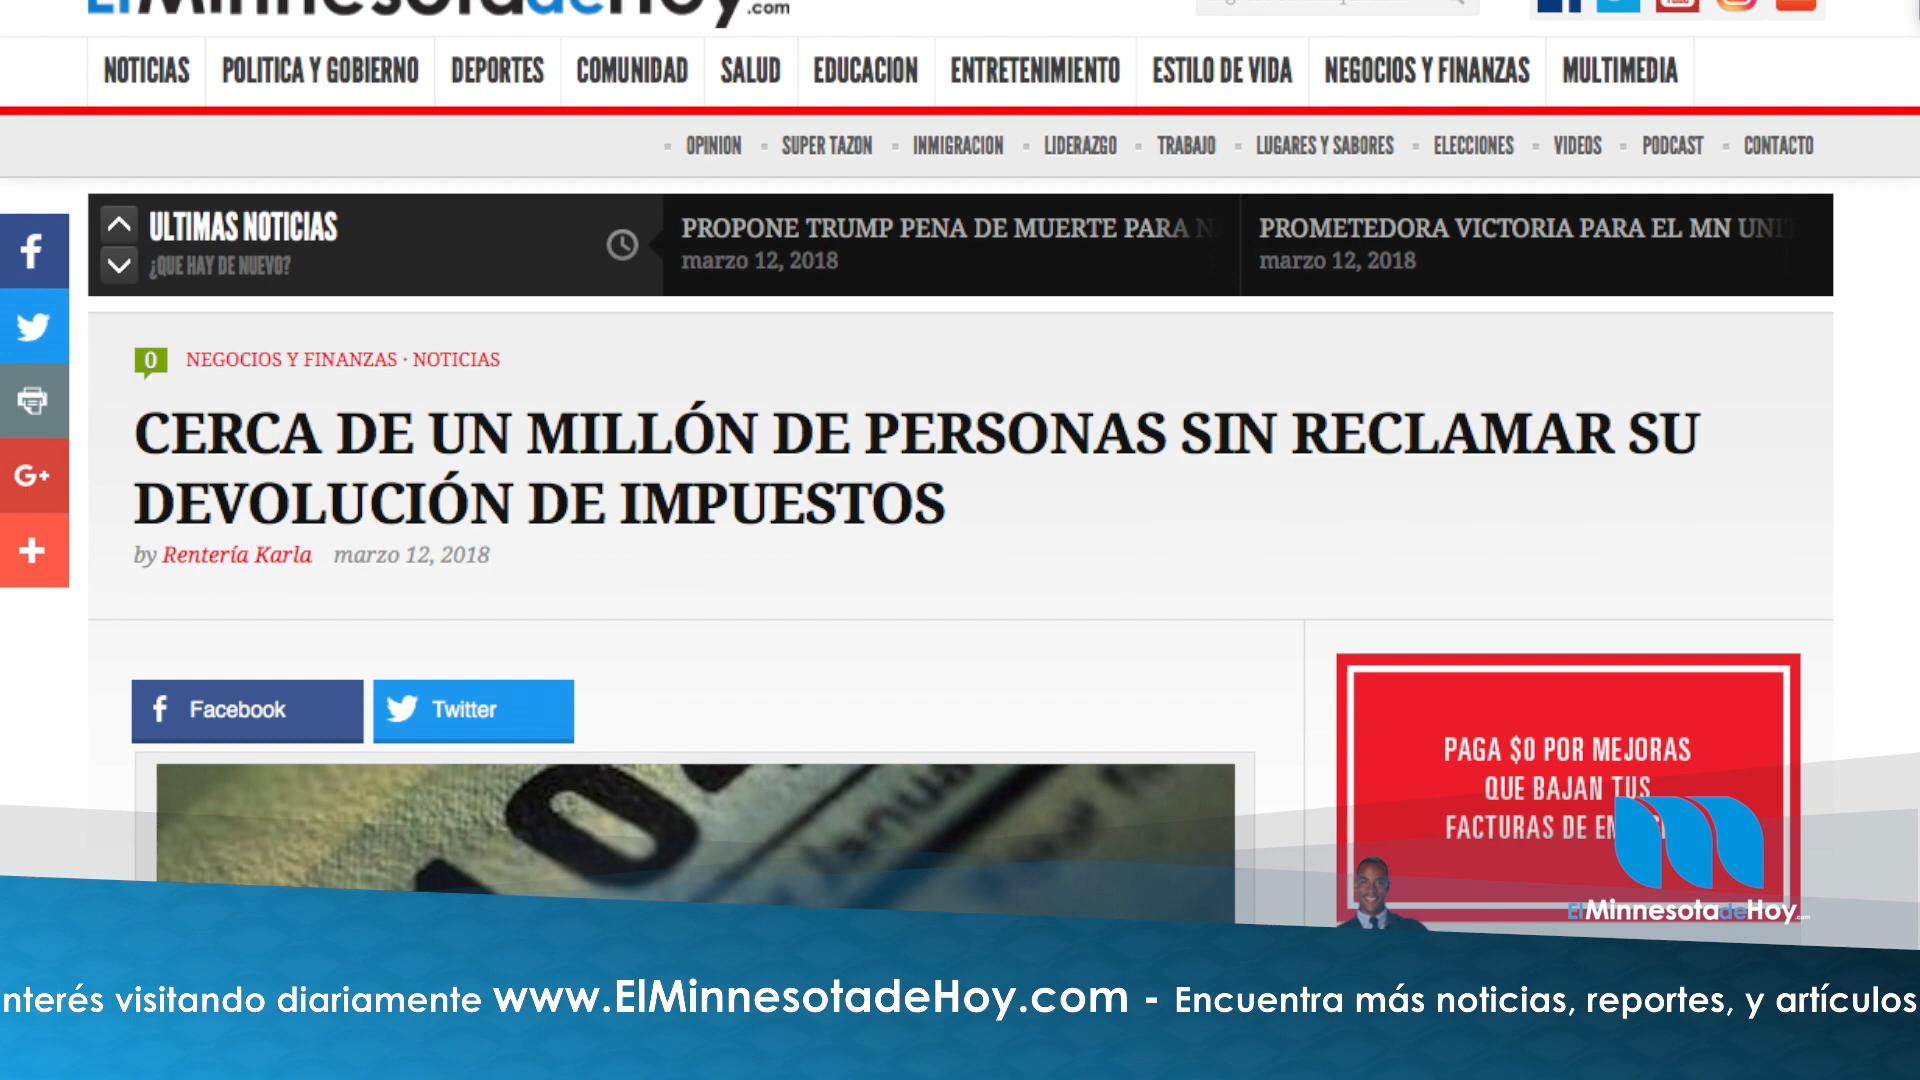 ElMinnesotadeHoy.com
NOTICIAS POLITICA Y GOBIERNO DEPORTES COMUNIDAD SALUD EDUCACION ENTRETENIMIENTO ESTILO DE VIDA NEGOCIOS Y FINANZAS MULTIMEDIA
OPINION SUPER TAZON INMIGRACION LIDERAZGO TRABAJO LUGARES Y SABORES ELECCIONES VIDEOS PODCAST CONTACTO
ULTIMAS NOTICIAS
¿QUE HAY DE NUEVO?
PROPONE TRUMP PENA DE MUERTE PARA N
marzo 12, 2018
PROMETEDORA VICTORIA PARA EL MN UNI
marzo 12, 2018
0 NEGOCIOS Y FINANZAS · NOTICIAS
CERCA DE UN MILLÓN DE PERSONAS SIN RECLAMAR SU
DEVOLUCIÓN DE IMPUESTOS
by Rentería Karla marzo 12, 2018
G+
Facebook Twitter
PAGA $0 POR MEJORAS
QUE BAJAN TUS
FACTURAS DE
ElMinnesotadeHoy.com
nterés visitando diariamente www.ElMinnesotadeHoy.com - Encuentra más noticias, reportes, y artículos